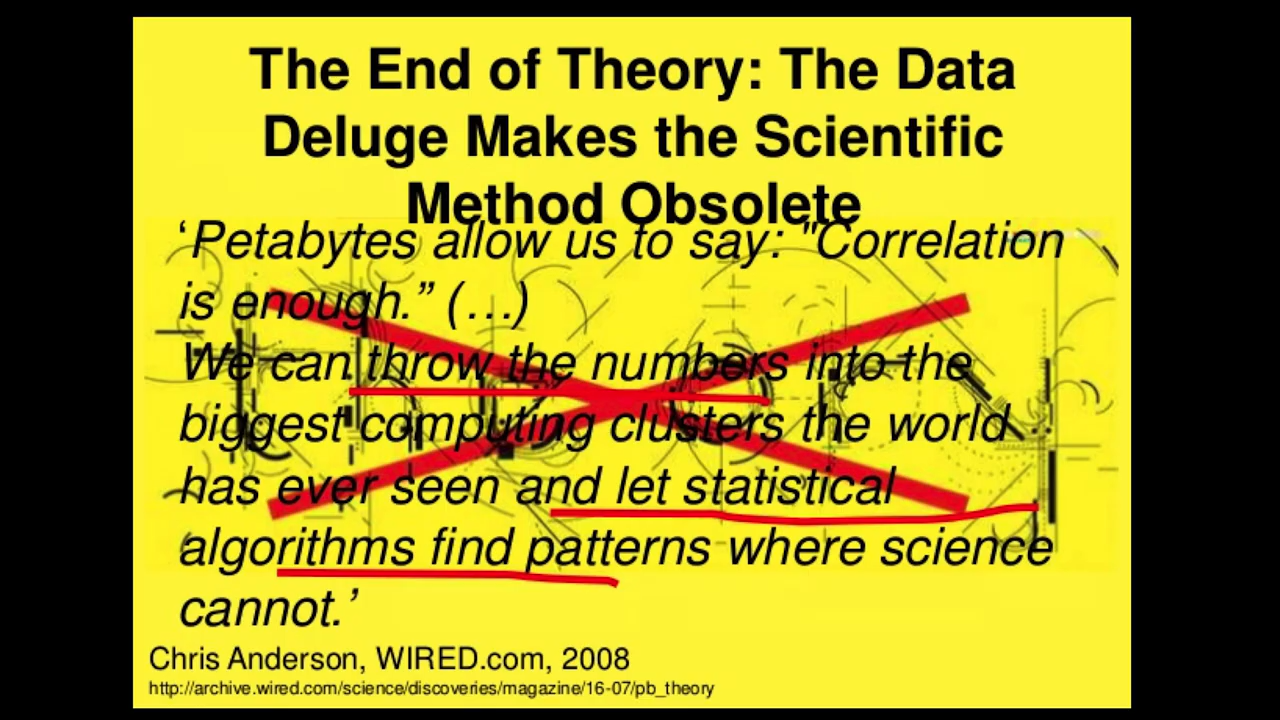 The End of Theory: The Data
Deluge Makes the Scientific
Method Obsolete
‘Petabytes allow us to say: "Correlation
is enough.” (…)
We can throw the numbers into the
biggest computing clusters the world
has ever seen and let statistical
algorithms find patterns where science
cannot.’
Chris Anderson, WIRED.com, 2008
http://archive.wired.com/science/discoveries/magazine/16-07/pb_theory